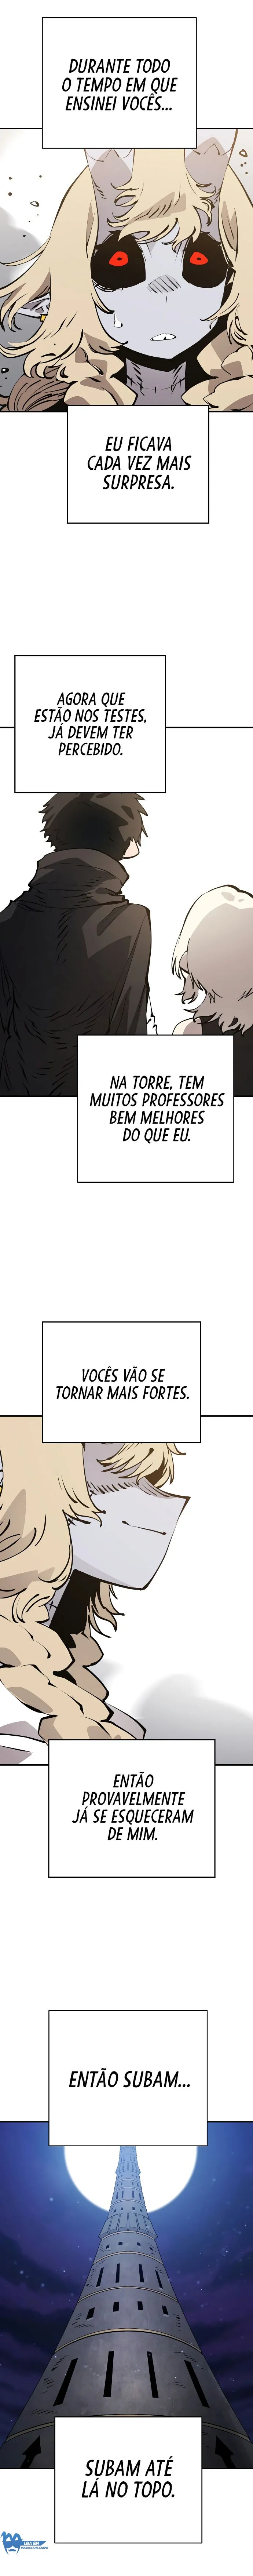 DURANTE TODO
O TEMPO EM QUE
ENSINEI VOCÊS...
EU FICAVA
CADA VEZ MAIS
SURPRESA.
AGORA QUE
ESTÃO NOS TESTES,
JÁ DEVEM TER
PERCEBIDO.
NA TORRE, TEM
MUITOS PROFESSORES
BEM MELHORES
DO QUE EU.
VOCÊS VÃO SE
TORNAR MAIS FORTES.
ENTÃO
PROVAVELMENTE
JÁ SE ESQUECERAM
DE MIM.
ENTÃO SUBAM...
SUBAM ATÉ
LÁ NO TOPO.